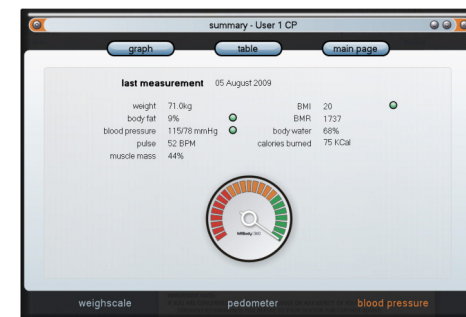 summary - User 1 CP
graph table main page
last measurement 05 August 2009
weight 71.0kg BMI 20
body fat 9% BMR 1737
blood pressure 115/78 mmHg body water 68%
pulse 52 BPM calories burned 75 KCal
muscle mass 44%
weighscale pedometer blood pressure